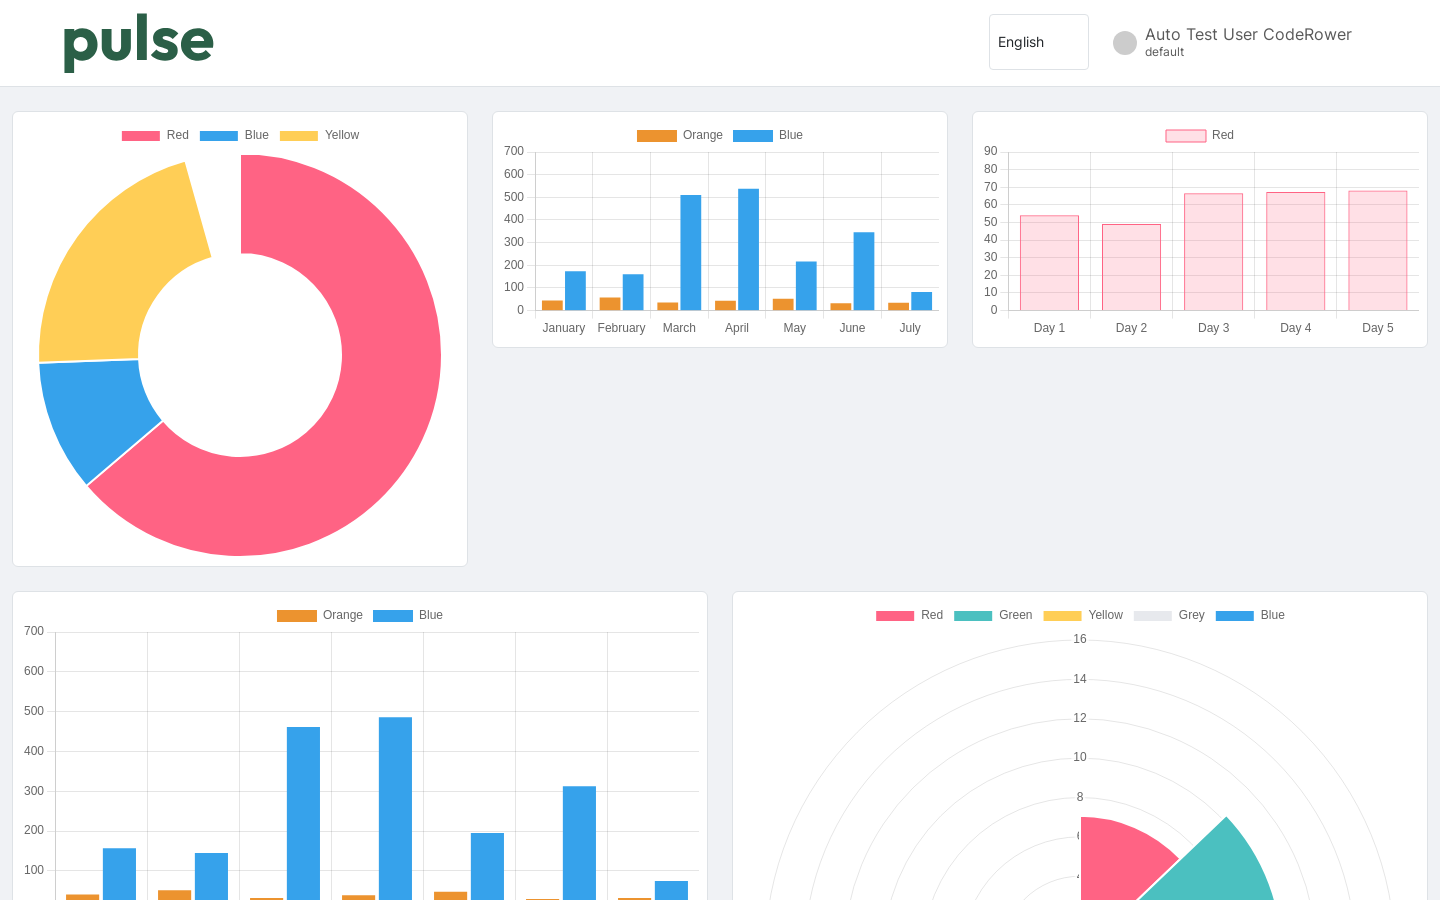 pulse
English
Auto Test User CodeRower
default
Red Blue Yellow
Orange Blue
700
600
500
400
300
200
100
0
January February March April May June July
Red
90
80
70
60
50
40
30
20
10
0
Day 1 Day 2 Day 3 Day 4 Day 5
Orange Blue
700
600
500
400
300
200
100
Red Green Yellow Grey Blue
16
14
12
10
8